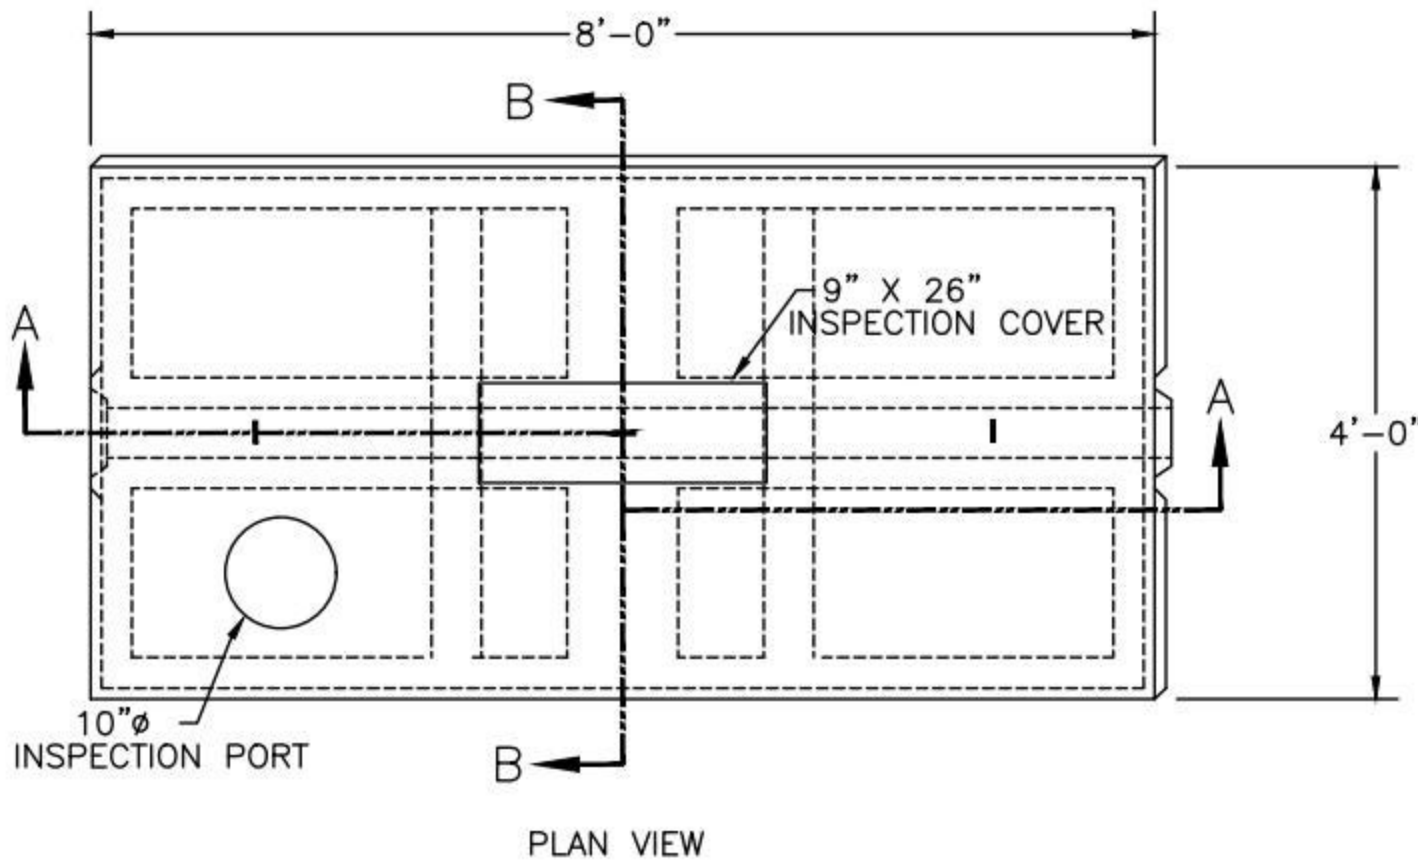 8'-0"
B
9" X 26"
INSPECTION COVER
A
A
4'-0"
10"ø
INSPECTION PORT
B
PLAN VIEW